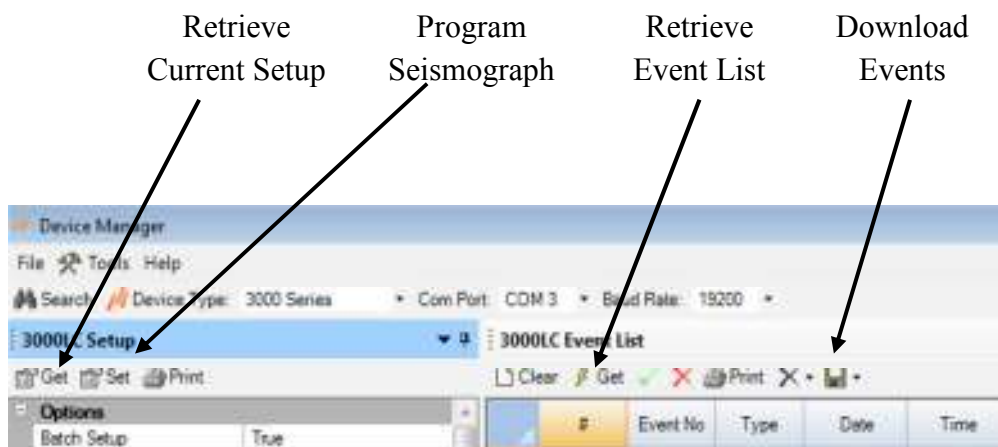 Retrieve Program Retrieve Download
Current Setup Seismograph Event List Events
Device Manager
File Tools Help
Search Device Type: 3000 Series Com Port: COM 3 Baud Rate: 19200
3000LC Setup 3000LC Event List
Get Set Print Clear Get Print
Options # Event No Type Date Time
Batch Setup True